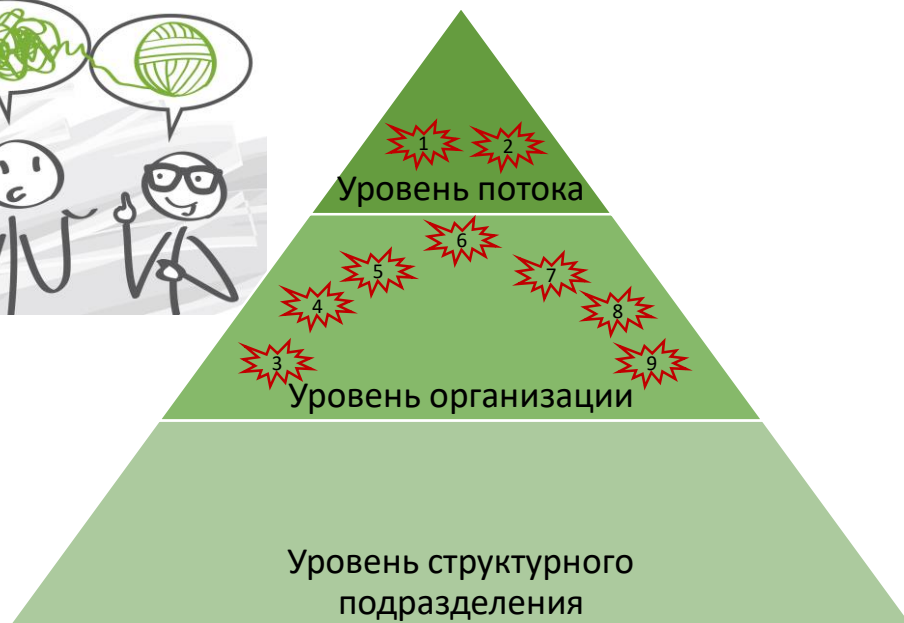 1 2
Уровень потока
6
5 7
4 8
3 9
Уровень организации
Уровень структурного
подразделения